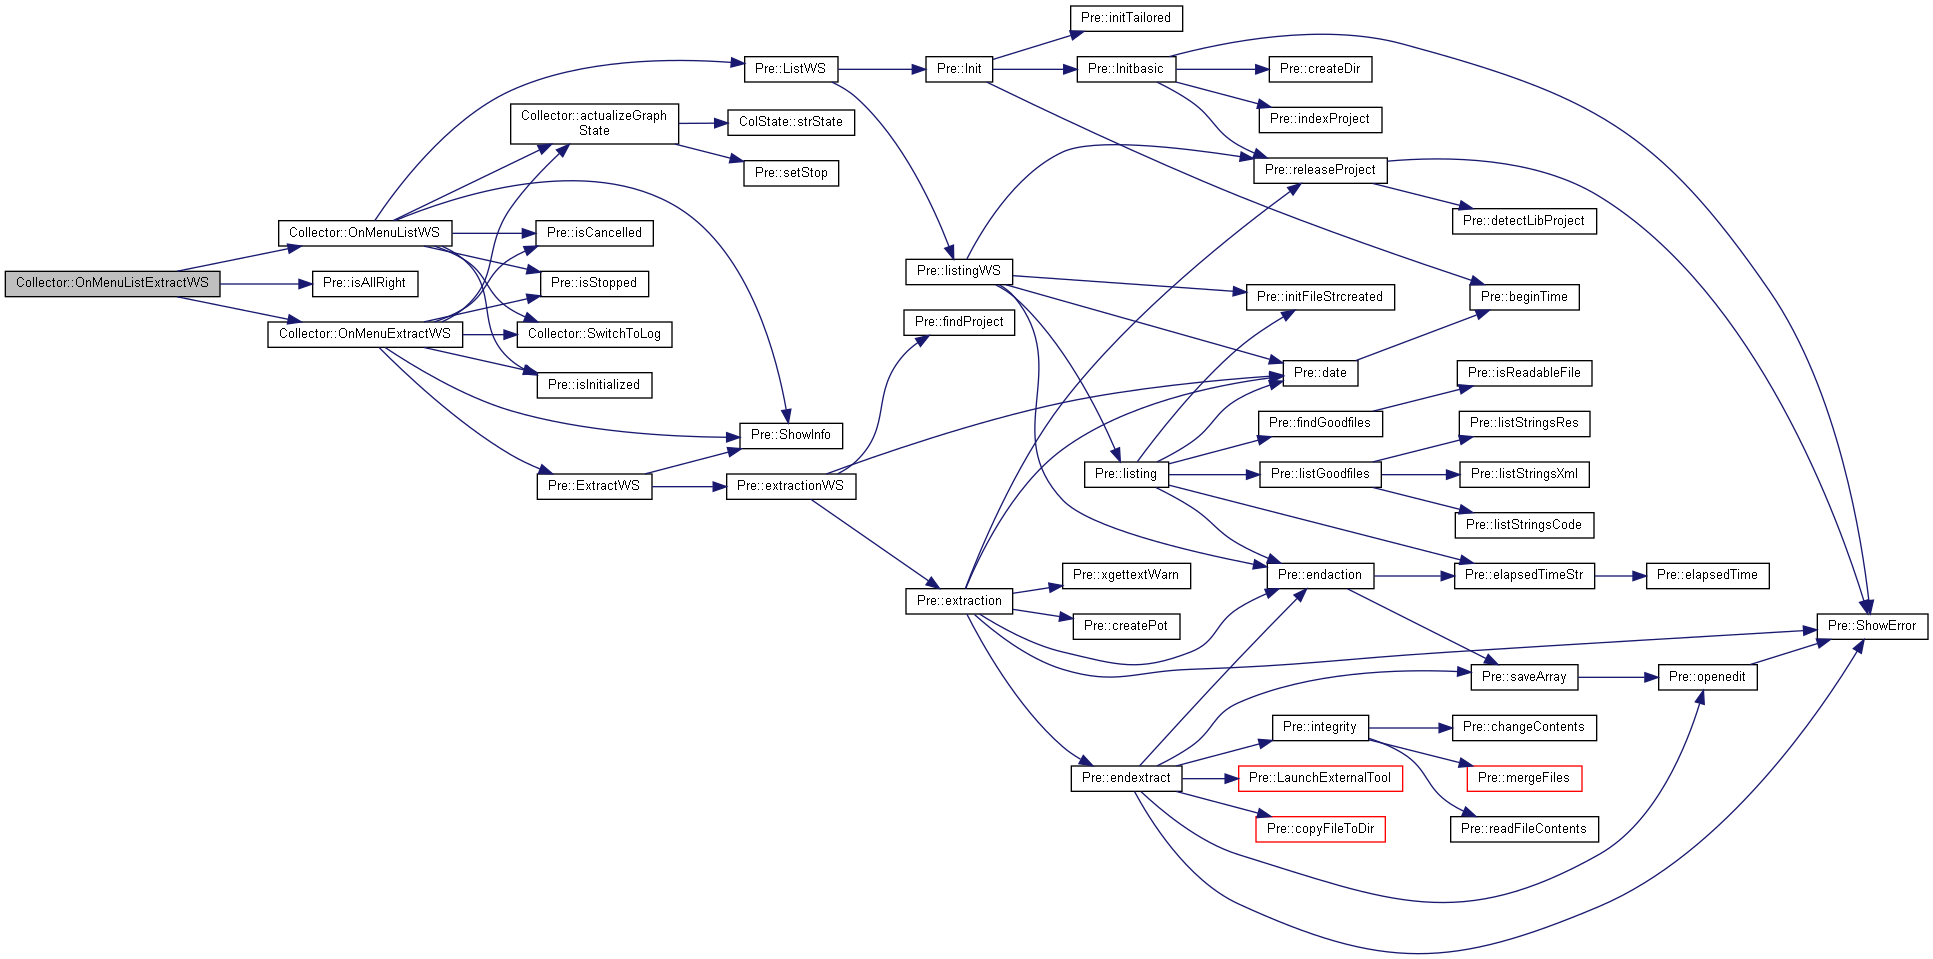 Pre::initTailored
Pre::ListWS
Pre::Init
Pre::Initbasic
Pre::createDir
Collector::actualizeGraph
State
ColState::strState
Pre::indexProject
Pre::setStop
Pre::releaseProject
Pre::detectLibProject
Collector::OnMenuListWS
Pre::isCancelled
Collector::OnMenuListExtractWS
Pre::isAllRight
Pre::isStopped
Pre::listingWS
Pre::initFileStrcreated
Pre::beginTime
Collector::OnMenuExtractWS
Collector::SwitchToLog
Pre::findProject
Pre::isInitialized
Pre::date
Pre::isReadableFile
Pre::ShowInfo
Pre::findGoodfiles
Pre::listStringsRes
Pre::ExtractWS
Pre::extractionWS
Pre::listing
Pre::listGoodfiles
Pre::listStringsXml
Pre::listStringsCode
Pre::xgettextWarn
Pre::endaction
Pre::elapsedTimeStr
Pre::elapsedTime
Pre::extraction
Pre::createPot
Pre::ShowError
Pre::saveArray
Pre::openedit
Pre::integrity
Pre::changeContents
Pre::endextract
Pre::LaunchExternalTool
Pre::mergeFiles
Pre::copyFileToDir
Pre::readFileContents